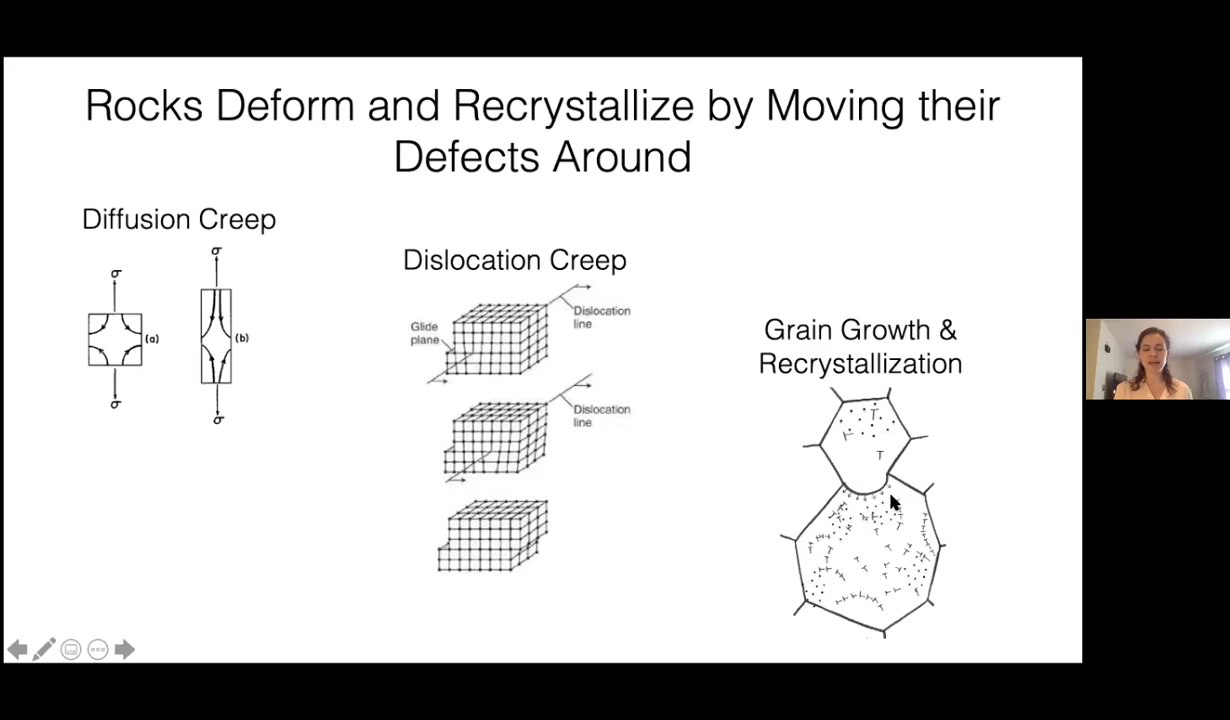 Rocks Deform and Recrystallize by Moving their
Defects Around
Diffusion Creep
σ
σ
(a)
σ
σ
(b)
Dislocation Creep
Glide
plane
Dislocation
line
Dislocation
line
Grain Growth &
Recrystallization